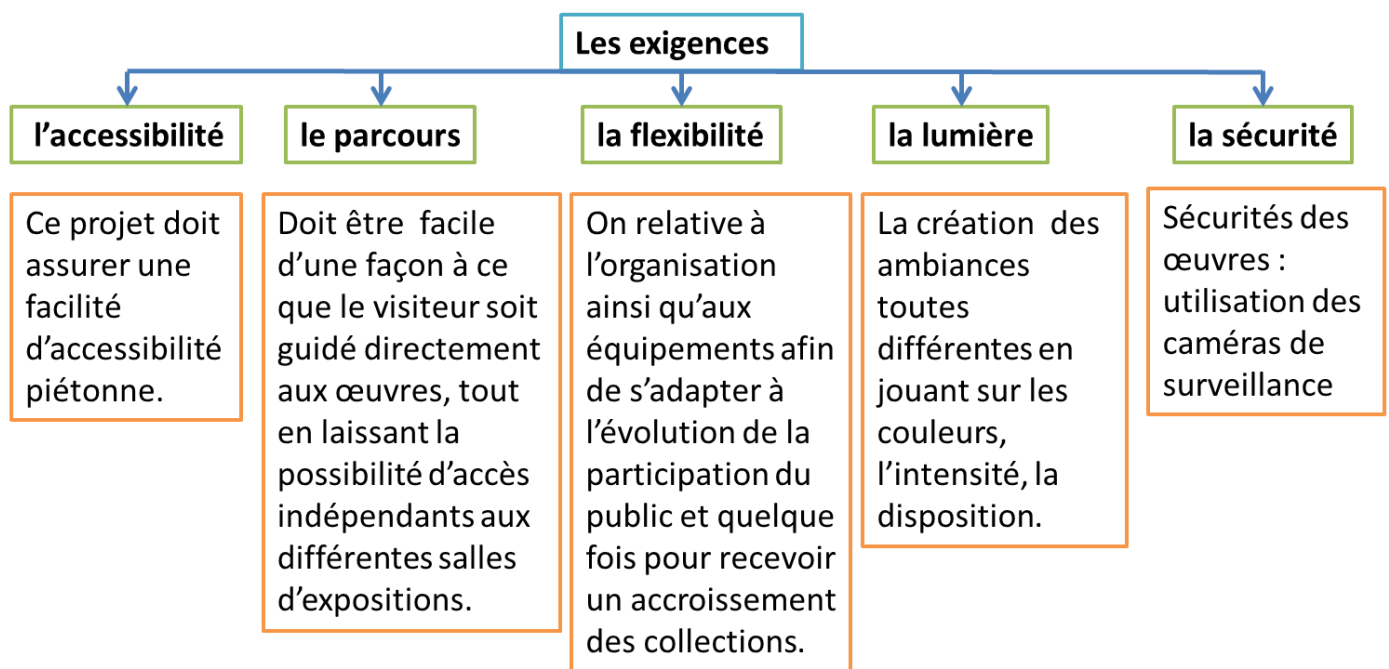 Les exigences
l’accessibilité
le parcours
la flexibilité
la lumière
la sécurité
Ce projet doit
assurer une
facilité
d’accessibilité
piétonne.
Doit être facile
d’une façon à ce
que le visiteur soit
guidé directement
aux œuvres, tout
en laissant la
possibilité d’accès
indépendants aux
différentes salles
d’expositions.
On relative à
l’organisation
ainsi qu’aux
équipements afin
de s’adapter à
l’évolution de la
participation du
public et quelque
fois pour recevoir
un accroissement
des collections.
La création des
ambiances
toutes
différentes en
jouant sur les
couleurs,
l’intensité, la
disposition.
Sécurités des
œuvres :
utilisation des
caméras de
surveillance